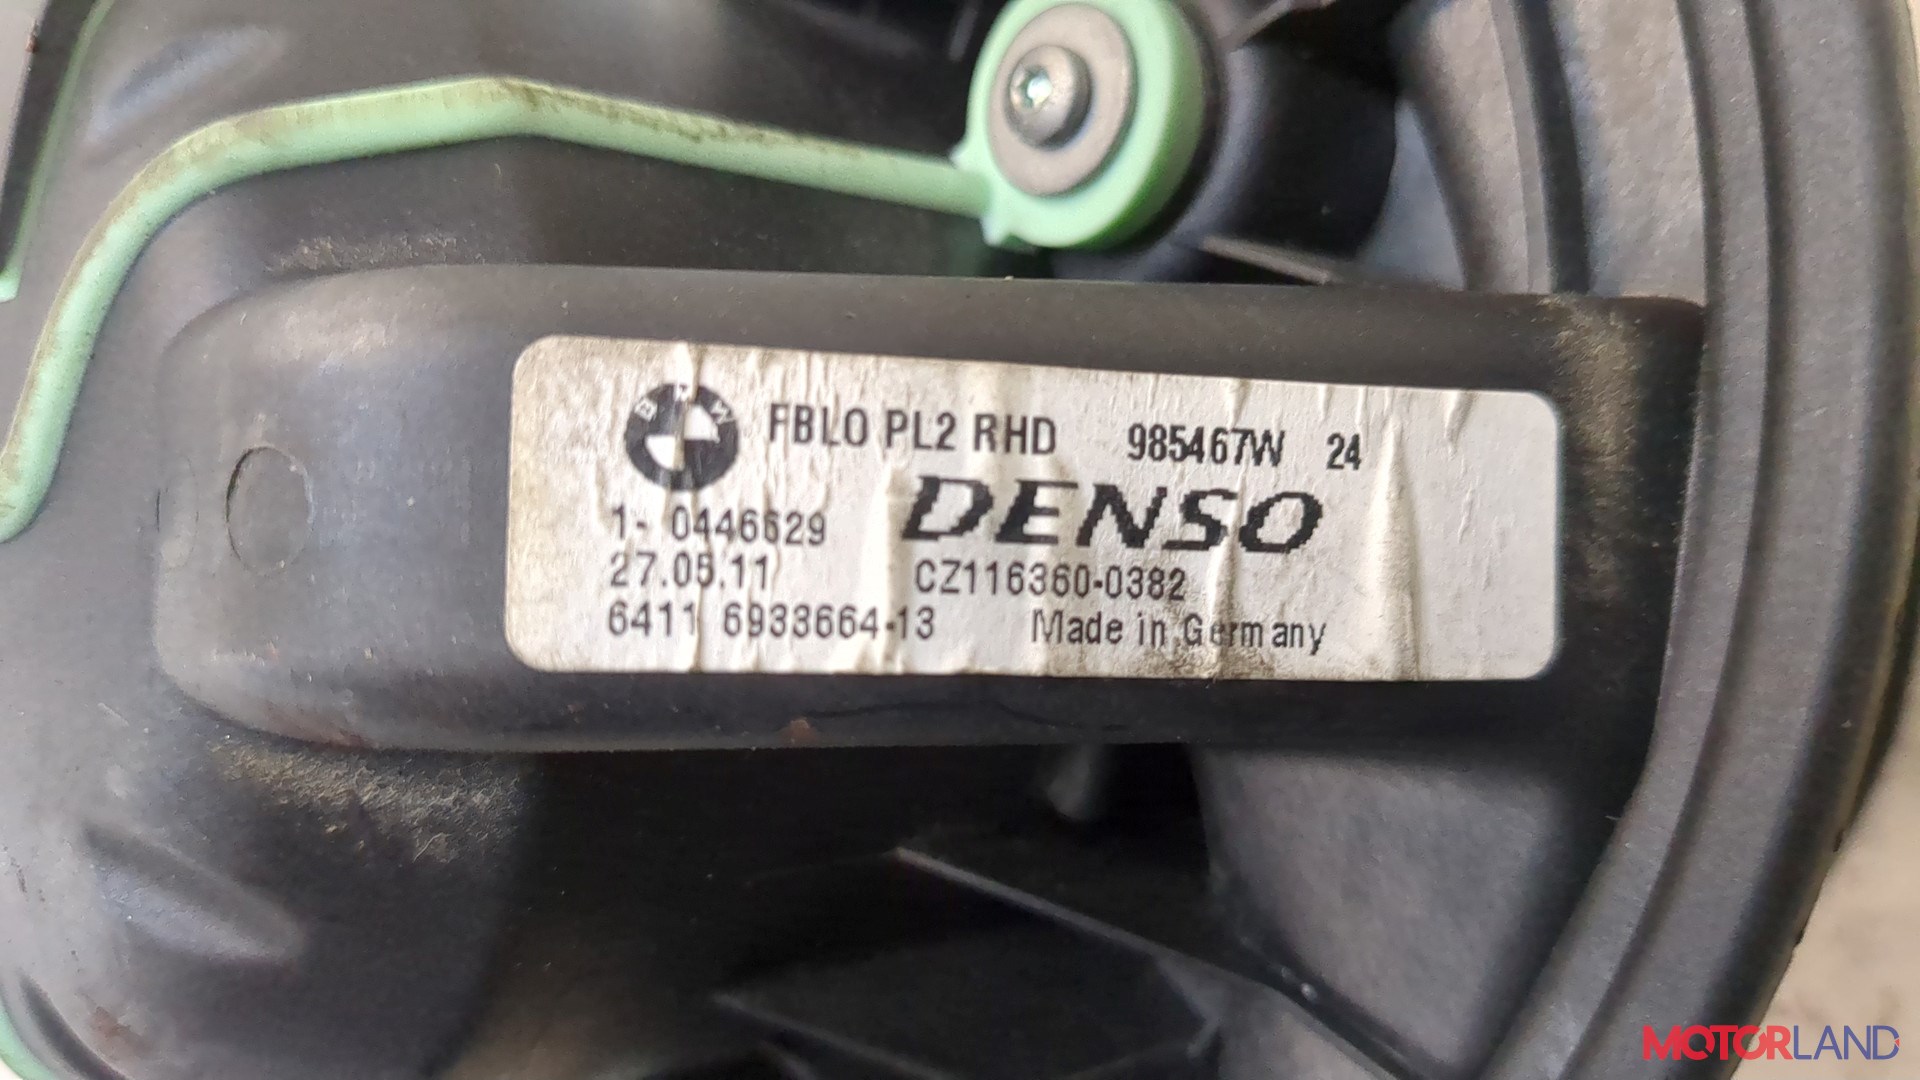 BMW FBLO PL2 RHD 985467W 24
1- 0446629 DENSO
27.05.11 CZ116360-0382
6411 6933664-13 Made in Germany
MOTORLAND